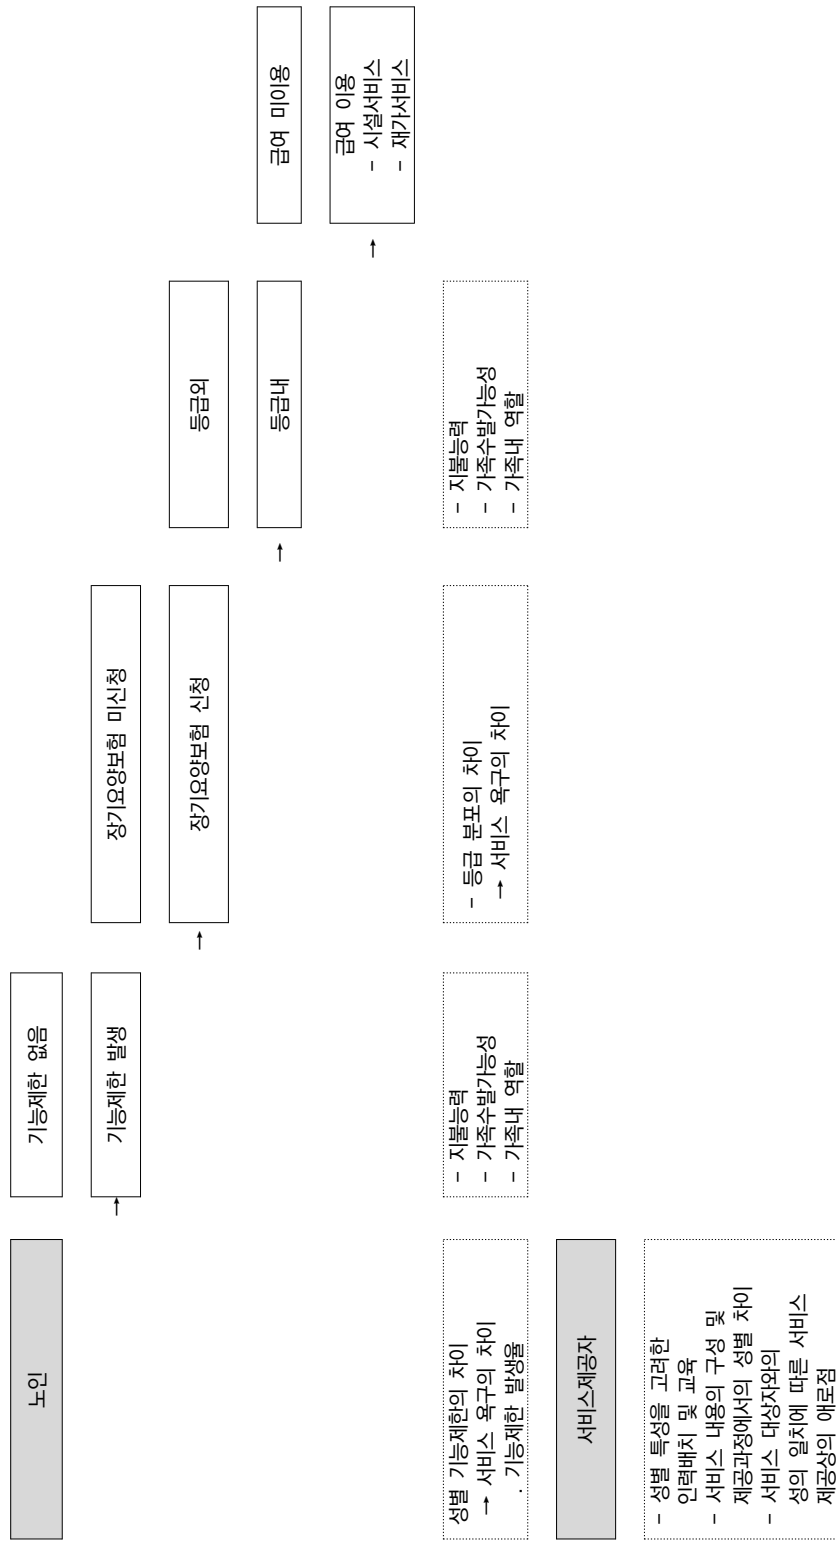 노인
기능제한 없음
기능제한 발생
→
장기요양보험 미신청
장기요양보험 신청
→
등급외
등급내
→
급여 미이용
급여 이용
- 시설서비스
- 재가서비스
→
성별 기능제한의 차이
→ 서비스 욕구의 차이
. 기능제한 발생율
- 지불능력
- 가족수발가능성
- 가족내 역할
- 등급 분포의 차이
→ 서비스 욕구의 차이
- 지불능력
- 가족수발가능성
- 가족내 역할
서비스제공자
- 성별 특성을 고려한
인력배치 및 교육
- 서비스 내용의 구성 및
제공과정에서의 성별 차이
- 서비스 대상자와의
성의 일치에 따른 서비스
제공상의 애로점